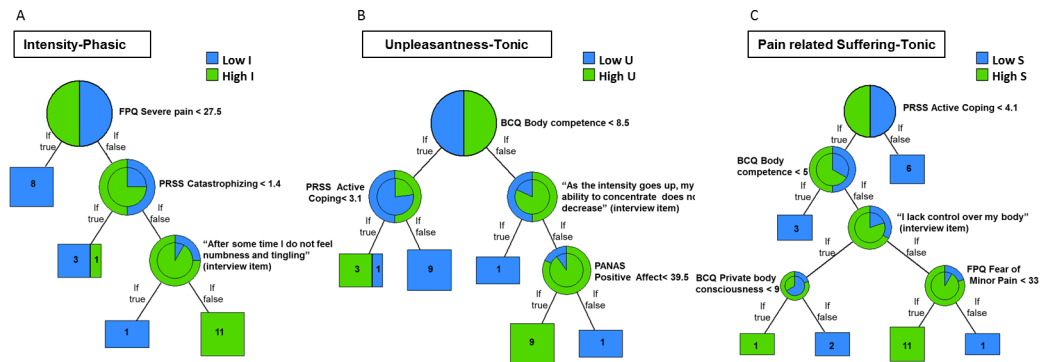 A
Intensity-Phasic
Low I
High I
FPQ Severe pain < 27.5
If true
If false
8
PRSS Catastrophizing < 1.4
If true
If false
3
1
“After some time I do not feel
numbness and tingling”
(interview item)
If true
If false
1
11
B
Unpleasantness-Tonic
Low U
High U
BCQ Body competence < 8.5
If true
If false
PRSS Active
Coping< 3.1
If true
If false
3
1
9
“As the intensity goes up, my
ability to concentrate does no
decrease” (interview item)
If true
If false
1
PANAS
Positive Affect< 39.5
If true
If false
9
1
C
Pain related Suffering-Tonic
Low S
High S
PRSS Active Coping < 4.1
If true
If false
6
BCQ Body
competence < 5
If true
If false
3
“I lack control over my body”
(interview item)
If true
If false
BCQ Private body
consciousness < 9
If true
If false
1
2
FPQ Fear of
Minor Pain < 33
If true
If false
11
1